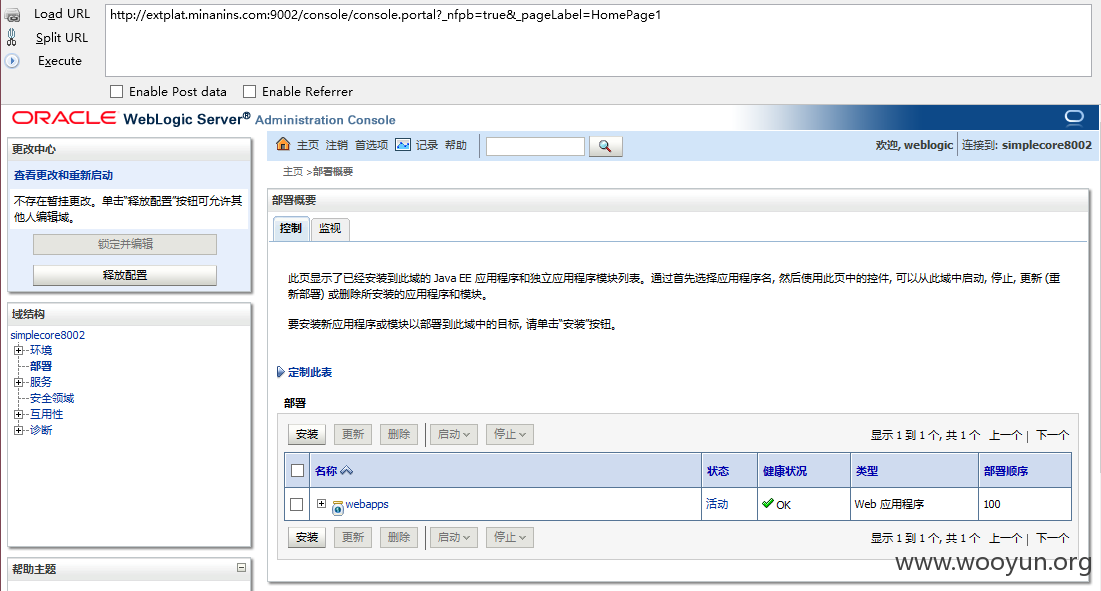 Load URL
http://extplat.minanins.com:9002/console/console.portal?_nfpb=true&_pageLabel=HomePage1
Split URL
Execute
Enable Post data Enable Referrer
ORACLE WebLogic Server® Administration Console
更改中心
查看更改和重新启动
不存在暂挂更改。单击“释放配置”按钮可允许其
他人编辑域。
锁定并编辑
释放配置
域结构
simplecore8002
环境
部署
服务
安全领域
互用性
诊断
帮助主题
主页 注销 首选项 记录 帮助
欢迎, weblogic 连接到: simplecore8002
主页 >部署概要
部署概要
控制 监视
此页显示了已经安装到此域的 Java EE 应用程序和独立应用程序模块列表。通过首先选择应用程序名, 然后使用此页中的控件, 可以从此域中启动, 停止, 更新 (重
新部署) 或删除所安装的应用程序和模块。
要安装新应用程序或模块以部署到此域中的目标, 请单击“安装”按钮。
定制此表
部署
安装 更新 删除 启动 停止 显示 1 到 1 个, 共 1 个 上一个 | 下一个
名称 状态 健康状况 类型 部署顺序
webapps 活动 OK Web 应用程序 100
安装 更新 删除 启动 停止 显示 1 到 1 个, 共 1 个 上一个 | 下一个
www.wooyun.org